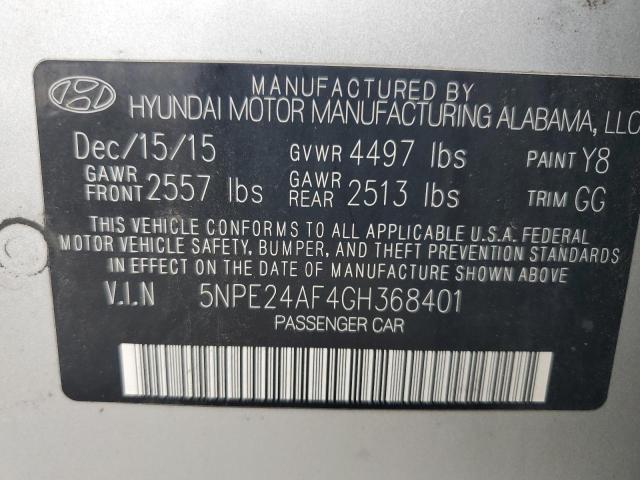 MANUFACTURED BY
HYUNDAI MOTOR MANUFACTURING ALABAMA, LLC
Dec/15/15 GVWR 4497 lbs PAINT Y8
GAWR FRONT 2557 lbs GAWR REAR 2513 lbs TRIM GG
THIS VEHICLE CONFORMS TO ALL APPLICABLE U.S.A. FEDERAL
MOTOR VEHICLE SAFETY, BUMPER, AND THEFT PREVENTION STANDARDS
IN EFFECT ON THE DATE OF MANUFACTURE SHOWN ABOVE
V.I.N 5NPE24AF4GH368401
PASSENGER CAR